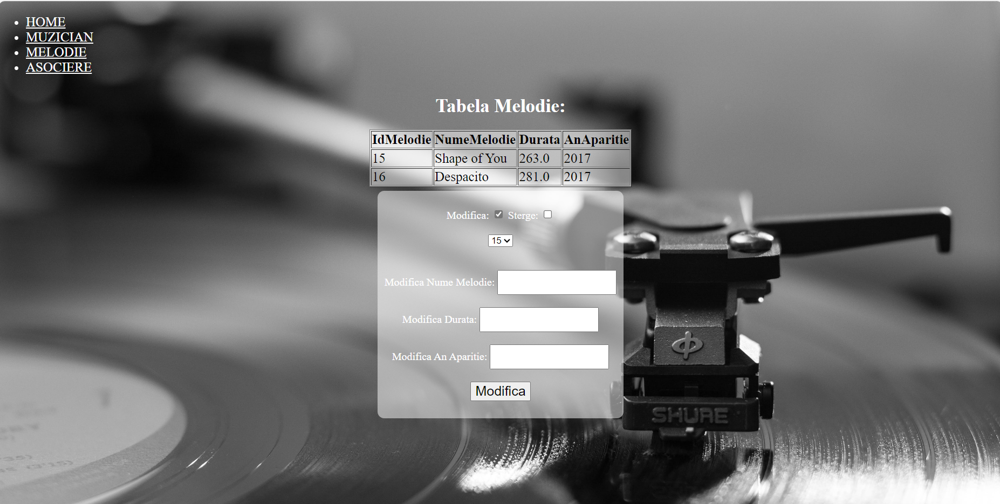 HOME
MUZICIAN
MELODIE
ASOCIERE
Tabela Melodie:
IdMelodie NumeMelodie Durata AnAparitie
15 Shape of You 263.0 2017
16 Despacito 281.0 2017
Modifica: Sterge:
15
Modifica Nume Melodie:
Modifica Durata:
Modifica An Aparitie:
Modifica
SHURE